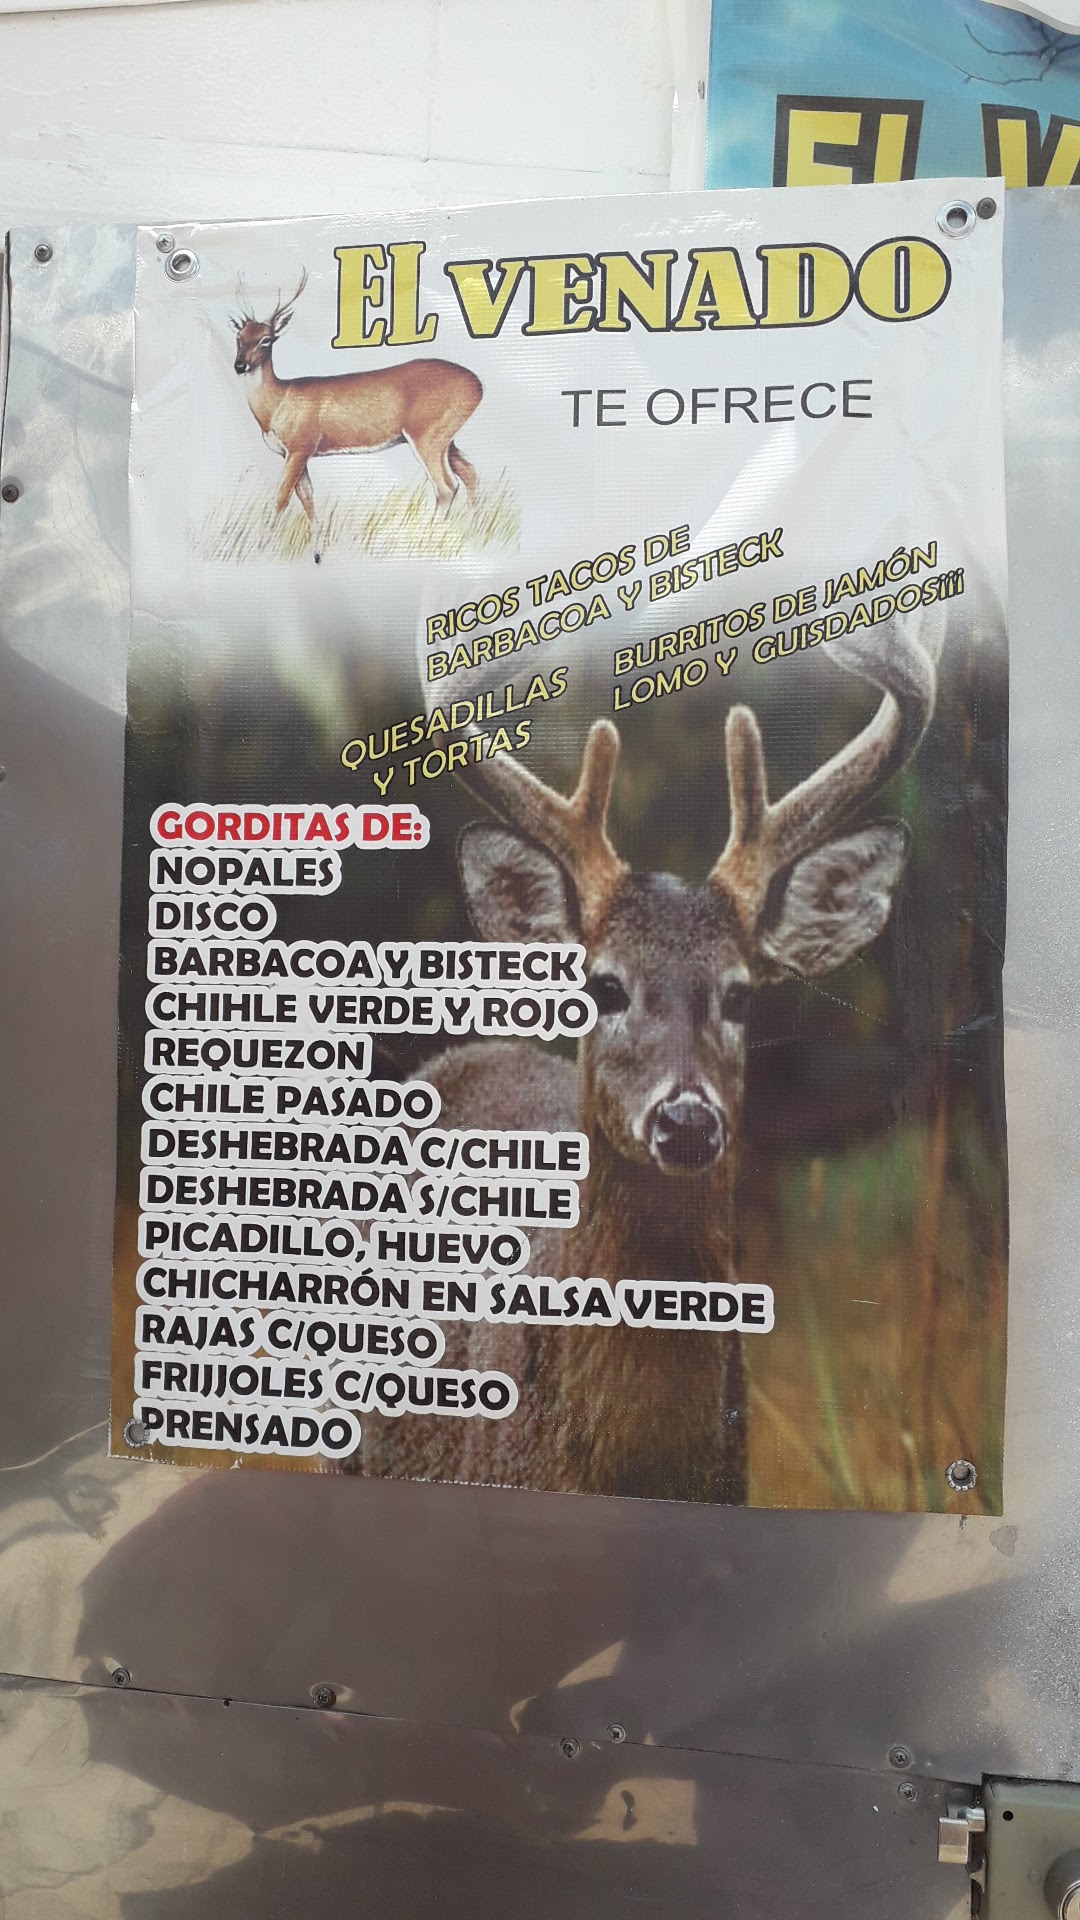 EL V
EL VENADO
TE OFRECE
RICOS TACOS DE
BARBACOA Y BISTECK
BURRITOS DE JAMÓN
LOMO Y GUISDADOS¡¡¡
QUESADILLAS
Y TORTAS
GORDITAS DE:
NOPALES
DISCO
BARBACOA Y BISTECK
CHIHLE VERDE Y ROJO
REQUEZON
CHILE PASADO
DESHEBRADA C/CHILE
DESHEBRADA S/CHILE
PICADILLO, HUEVO
CHICHARRÓN EN SALSA VERDE
RAJAS C/QUESO
FRIJJOLES C/QUESO
PRENSADO